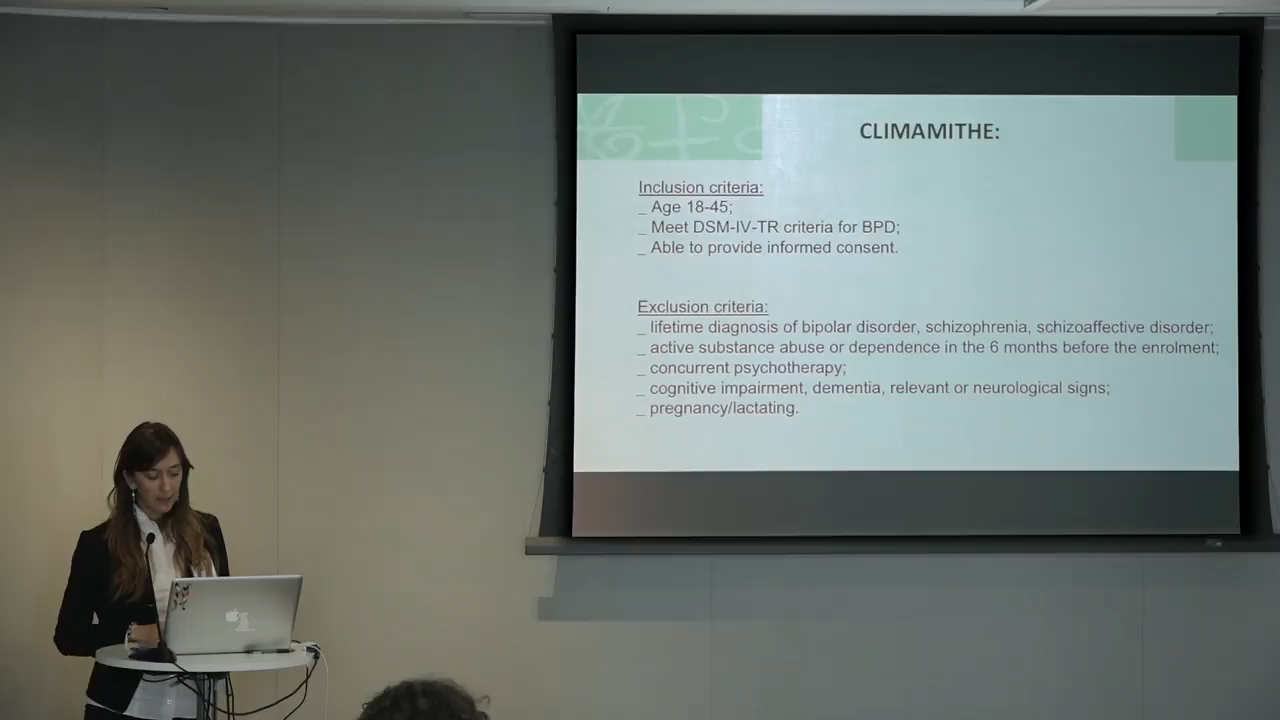 CLIMAMITHE:
Inclusion criteria:
_ Age 18-45;
_ Meet DSM-IV-TR criteria for BPD;
_ Able to provide informed consent.
Exclusion criteria:
_ lifetime diagnosis of bipolar disorder, schizophrenia, schizoaffective disorder;
_ active substance abuse or dependence in the 6 months before the enrolment;
_ concurrent psychotherapy;
_ cognitive impairment, dementia, relevant or neurological signs;
_ pregnancy/lactating.